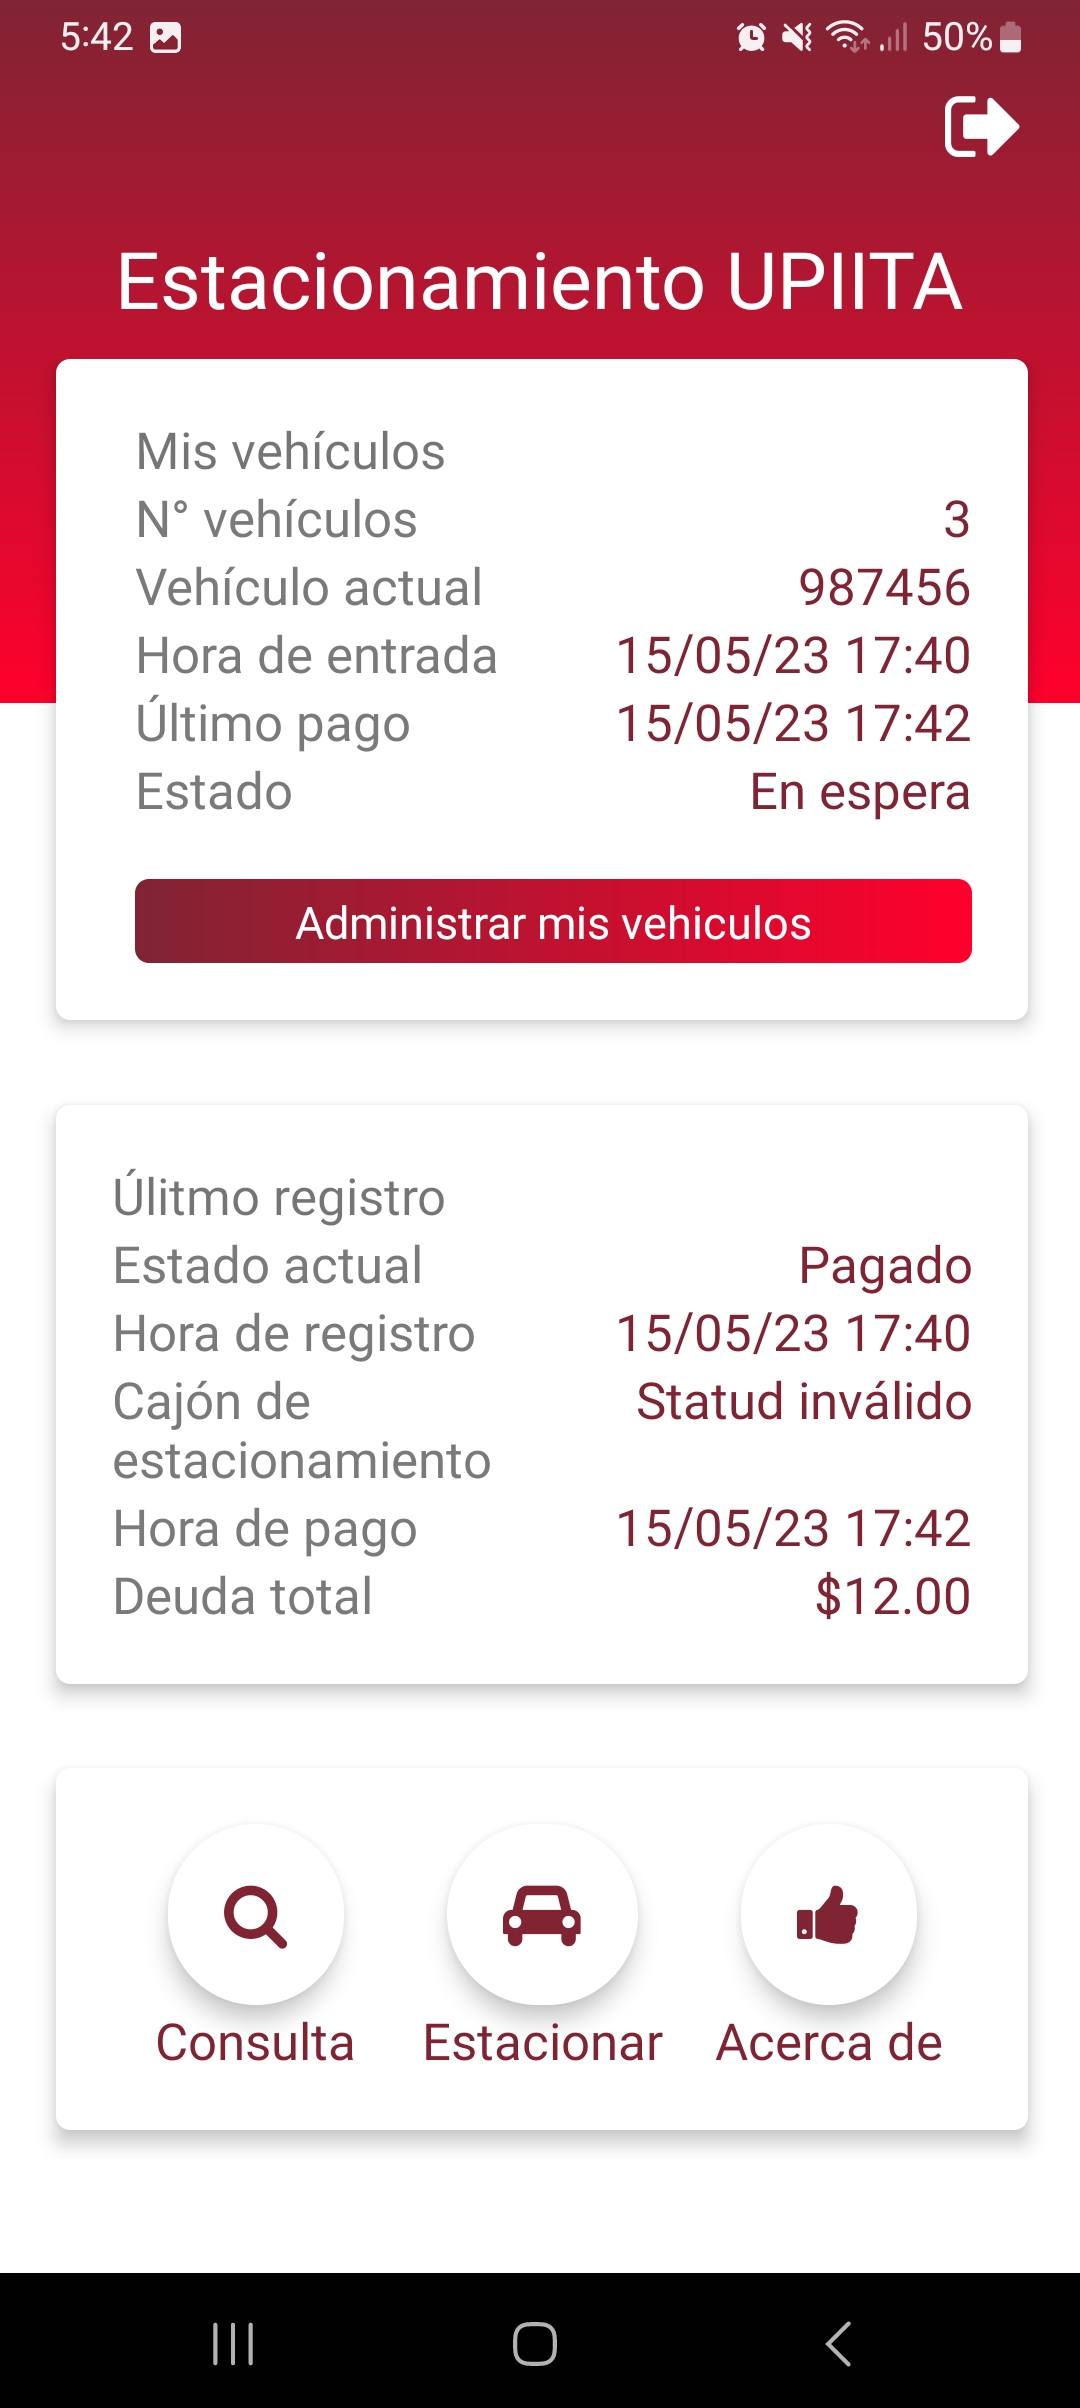 5:42 50%
Estacionamiento UPIITA
Mis vehículos
N° vehículos 3
Vehículo actual 987456
Hora de entrada 15/05/23 17:40
Último pago 15/05/23 17:42
Estado En espera
Administrar mis vehiculos
Úlitmo registro
Estado actual Pagado
Hora de registro 15/05/23 17:40
Cajón de Statud inválido
estacionamiento
Hora de pago 15/05/23 17:42
Deuda total $12.00
Consulta Estacionar Acerca de